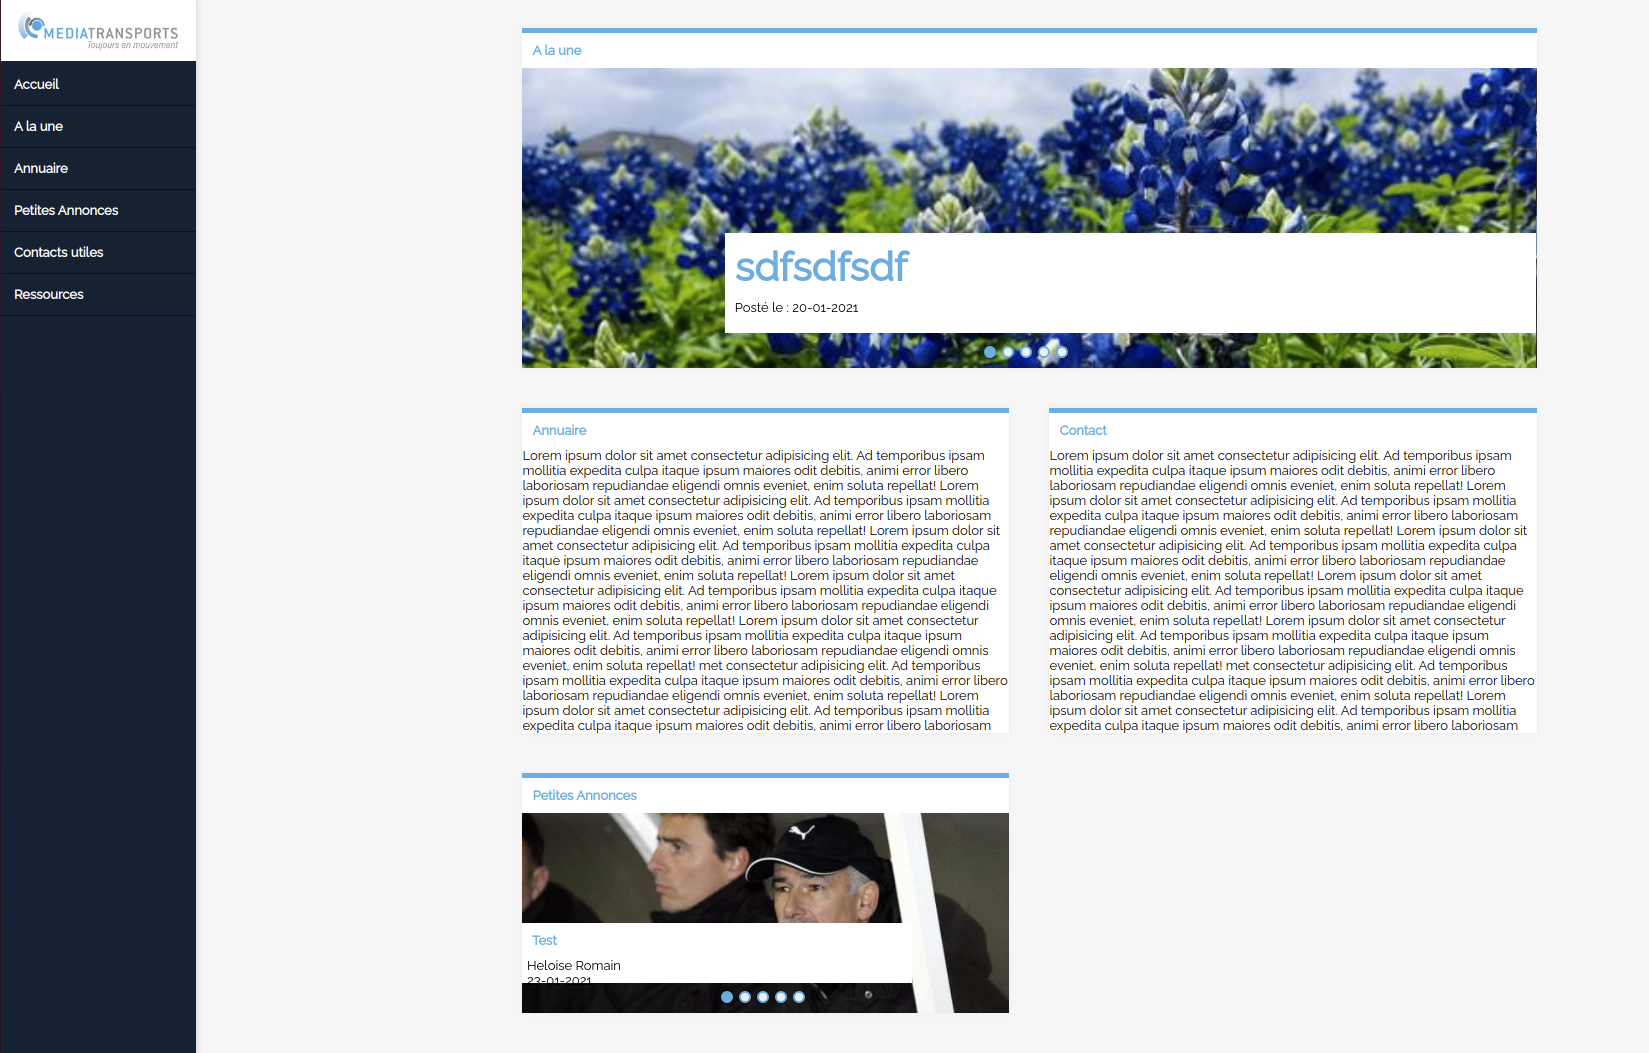 MEDIATRANSPORTS
Toujours en mouvement
Accueil
A la une
Annuaire
Petites Annonces
Contacts utiles
Ressources
A la une
sdfsdfsdf
Posté le : 20-01-2021
Annuaire
Lorem ipsum dolor sit amet consectetur adipisicing elit. Ad temporibus ipsam
mollitia expedita culpa itaque ipsum maiores odit debitis, animi error libero
laboriosam repudiandae eligendi omnis eveniet, enim soluta repellat! Lorem
ipsum dolor sit amet consectetur adipisicing elit. Ad temporibus ipsam mollitia
expedita culpa itaque ipsum maiores odit debitis, animi error libero laboriosam
repudiandae eligendi omnis eveniet, enim soluta repellat! Lorem ipsum dolor sit
amet consectetur adipisicing elit. Ad temporibus ipsam mollitia expedita culpa
itaque ipsum maiores odit debitis, animi error libero laboriosam repudiandae
eligendi omnis eveniet, enim soluta repellat! Lorem ipsum dolor sit amet
consectetur adipisicing elit. Ad temporibus ipsam mollitia expedita culpa itaque
ipsum maiores odit debitis, animi error libero laboriosam repudiandae eligendi
omnis eveniet, enim soluta repellat! Lorem ipsum dolor sit amet consectetur
adipisicing elit. Ad temporibus ipsam mollitia expedita culpa itaque ipsum
maiores odit debitis, animi error libero laboriosam repudiandae eligendi omnis
eveniet, enim soluta repellat! met consectetur adipisicing elit. Ad temporibus
ipsam mollitia expedita culpa itaque ipsum maiores odit debitis, animi error libero
laboriosam repudiandae eligendi omnis eveniet, enim soluta repellat! Lorem
ipsum dolor sit amet consectetur adipisicing elit. Ad temporibus ipsam mollitia
expedita culpa itaque ipsum maiores odit debitis, animi error libero laboriosam
Contact
Lorem ipsum dolor sit amet consectetur adipisicing elit. Ad temporibus ipsam
mollitia expedita culpa itaque ipsum maiores odit debitis, animi error libero
laboriosam repudiandae eligendi omnis eveniet, enim soluta repellat! Lorem
ipsum dolor sit amet consectetur adipisicing elit. Ad temporibus ipsam mollitia
expedita culpa itaque ipsum maiores odit debitis, animi error libero laboriosam
repudiandae eligendi omnis eveniet, enim soluta repellat! Lorem ipsum dolor sit
amet consectetur adipisicing elit. Ad temporibus ipsam mollitia expedita culpa
itaque ipsum maiores odit debitis, animi error libero laboriosam repudiandae
eligendi omnis eveniet, enim soluta repellat! Lorem ipsum dolor sit amet
consectetur adipisicing elit. Ad temporibus ipsam mollitia expedita culpa itaque
ipsum maiores odit debitis, animi error libero laboriosam repudiandae eligendi
omnis eveniet, enim soluta repellat! Lorem ipsum dolor sit amet consectetur
adipisicing elit. Ad temporibus ipsam mollitia expedita culpa itaque ipsum
maiores odit debitis, animi error libero laboriosam repudiandae eligendi omnis
eveniet, enim soluta repellat! met consectetur adipisicing elit. Ad temporibus
ipsam mollitia expedita culpa itaque ipsum maiores odit debitis, animi error libero
laboriosam repudiandae eligendi omnis eveniet, enim soluta repellat! Lorem
ipsum dolor sit amet consectetur adipisicing elit. Ad temporibus ipsam mollitia
expedita culpa itaque ipsum maiores odit debitis, animi error libero laboriosam
Petites Annonces
Test
Heloise Romain
23-01-2021